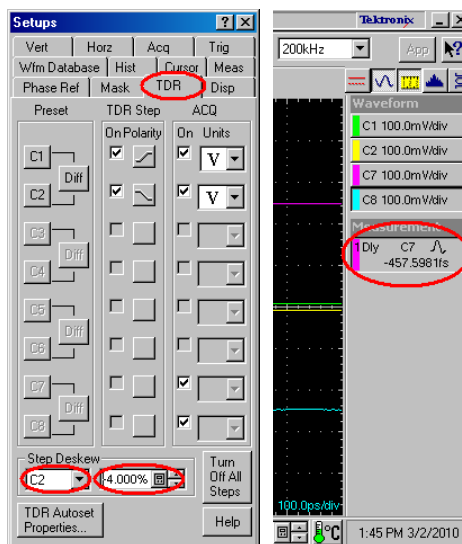 Setups
Vert Horz Acq Trig
Wfm Database Hist Cursor Meas
Phase Ref Mask TDR Disp
Preset TDR Step ACQ
On Polarity On Units
C1
Diff
V
C2
V
C3
Diff
C4
C5
Diff
C6
C7
Diff
C8
Step Deskew
C2 -4.000%
Turn
Off All
Steps
TDR Autoset
Properties...
Help
Tektronix
200kHz App
Waveform
C1 100.0mV/div
C2 100.0mV/div
C7 100.0mV/div
C8 100.0mV/div
Measurement
1 Dly C7
-457.5981fs
100.0ps/div
°C 1:45 PM 3/2/2010